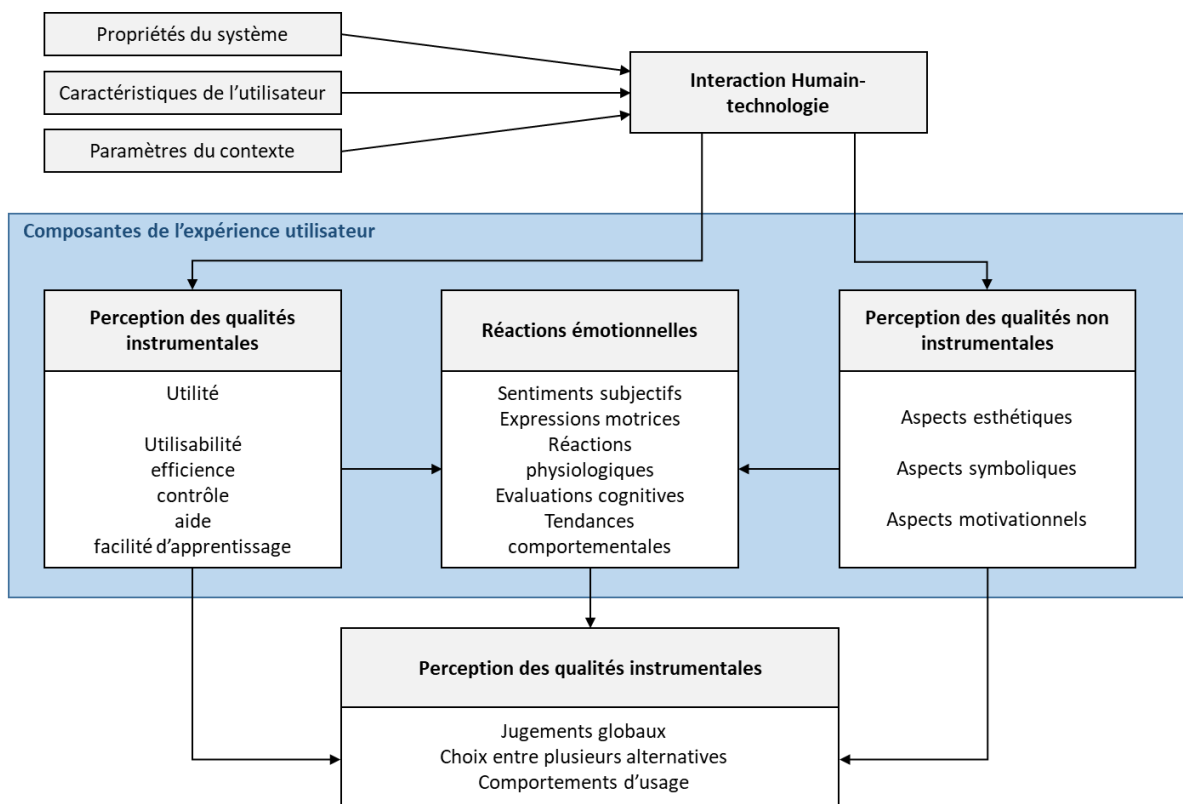 Propriétés du système
Caractéristiques de l’utilisateur
Paramètres du contexte
Interaction Humain-
technologie
Composantes de l’expérience utilisateur
Perception des qualités
instrumentales
Utilité
Utilisabilité
efficience
contrôle
aide
facilité d’apprentissage
Réactions émotionnelles
Sentiments subjectifs
Expressions motrices
Réactions
physiologiques
Evaluations cognitives
Tendances
comportementales
Perception des qualités non
instrumentales
Aspects esthétiques
Aspects symboliques
Aspects motivationnels
Perception des qualités instrumentales
Jugements globaux
Choix entre plusieurs alternatives
Comportements d’usage